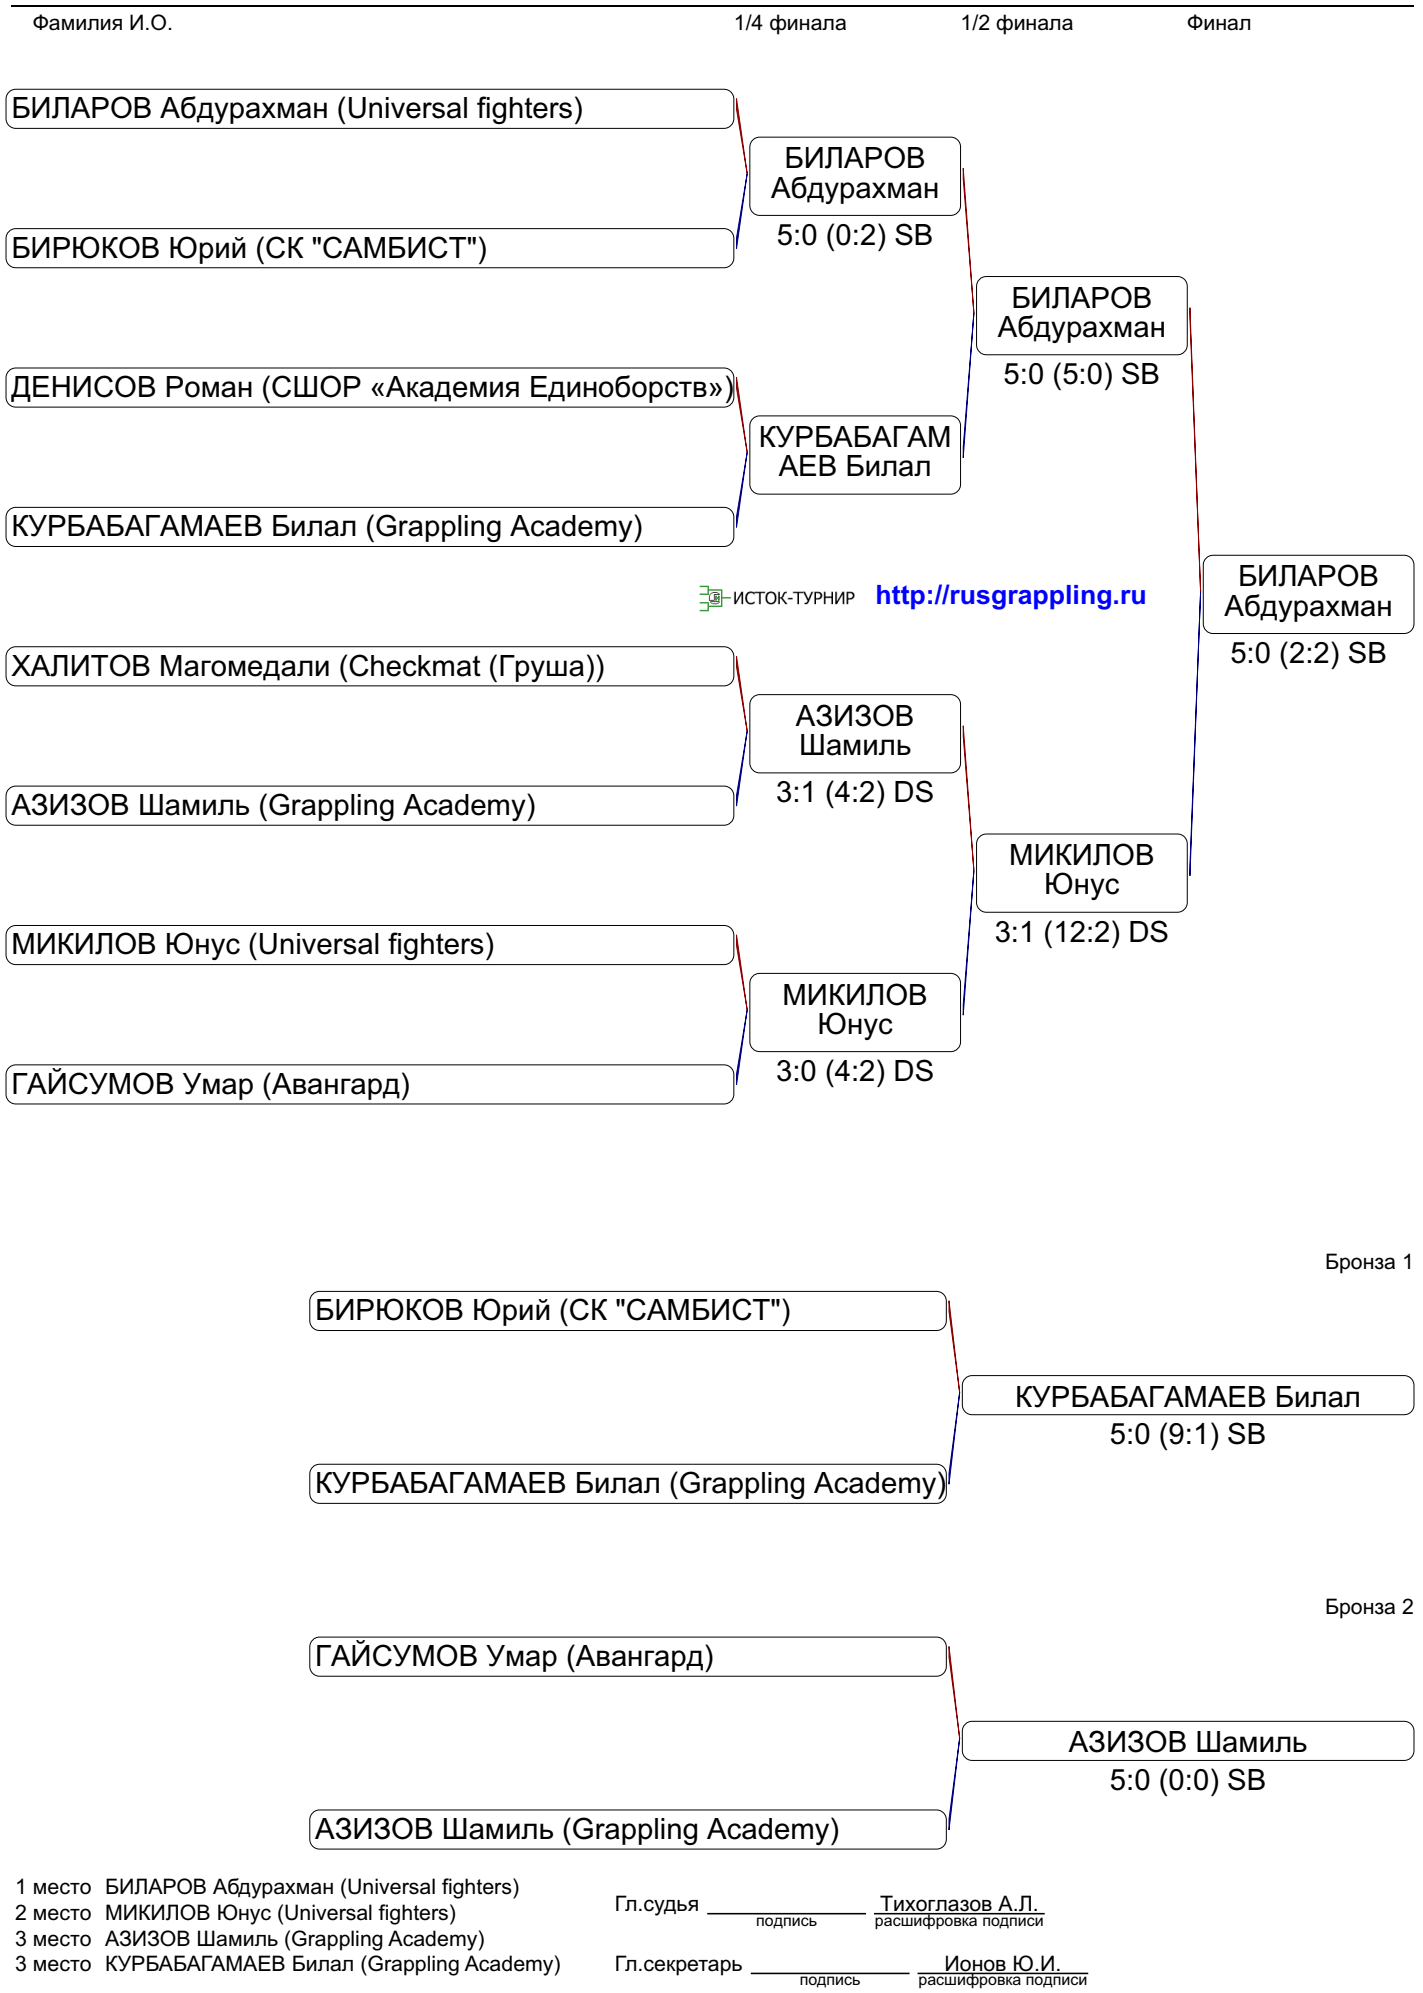 Фамилия И.О. 1/4 финала 1/2 финала Финал
БИЛАРОВ Абдурахман (Universal fighters)
БИЛАРОВ
Абдурахман
5:0 (0:2) SB
БИРЮКОВ Юрий (СК "САМБИСТ")
БИЛАРОВ
Абдурахман
5:0 (5:0) SB
ДЕНИСОВ Роман (СШОР «Академия Единоборств»)
КУРБАБАГАМ
АЕВ Билал
КУРБАБАГАМАЕВ Билал (Grappling Academy)
ИСТОК-ТУРНИР http://rusgrappling.ru
БИЛАРОВ
Абдурахман
5:0 (2:2) SB
ХАЛИТОВ Магомедали (Checkmat (Груша))
АЗИЗОВ
Шамиль
3:1 (4:2) DS
АЗИЗОВ Шамиль (Grappling Academy)
МИКИЛОВ
Юнус
3:1 (12:2) DS
МИКИЛОВ Юнус (Universal fighters)
МИКИЛОВ
Юнус
3:0 (4:2) DS
ГАЙСУМОВ Умар (Авангард)
Бронза 1
БИРЮКОВ Юрий (СК "САМБИСТ")
КУРБАБАГАМАЕВ Билал
5:0 (9:1) SB
КУРБАБАГАМАЕВ Билал (Grappling Academy)
Бронза 2
ГАЙСУМОВ Умар (Авангард)
АЗИЗОВ Шамиль
5:0 (0:0) SB
АЗИЗОВ Шамиль (Grappling Academy)
1 место БИЛАРОВ Абдурахман (Universal fighters)
2 место МИКИЛОВ Юнус (Universal fighters)
3 место АЗИЗОВ Шамиль (Grappling Academy)
3 место КУРБАБАГАМАЕВ Билал (Grappling Academy)
Гл.судья Тихоглазов А.Л.
подпись расшифровка подписи
Гл.секретарь Ионов Ю.И.
подпись расшифровка подписи